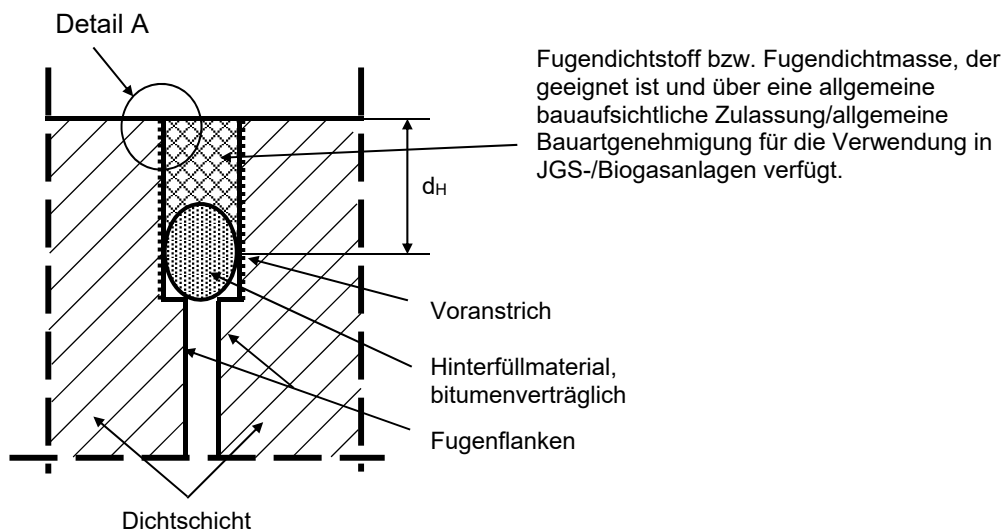 Detail A
Fugendichtstoff bzw. Fugendichtmasse, der
geeignet ist und über eine allgemeine
bauaufsichtliche Zulassung/allgemeine
Bauartgenehmigung für die Verwendung in
JGS-/Biogasanlagen verfügt.
dH
Voranstrich
Hinterfüllmaterial,
bitumenverträglich
Fugenflanken
Dichtschicht